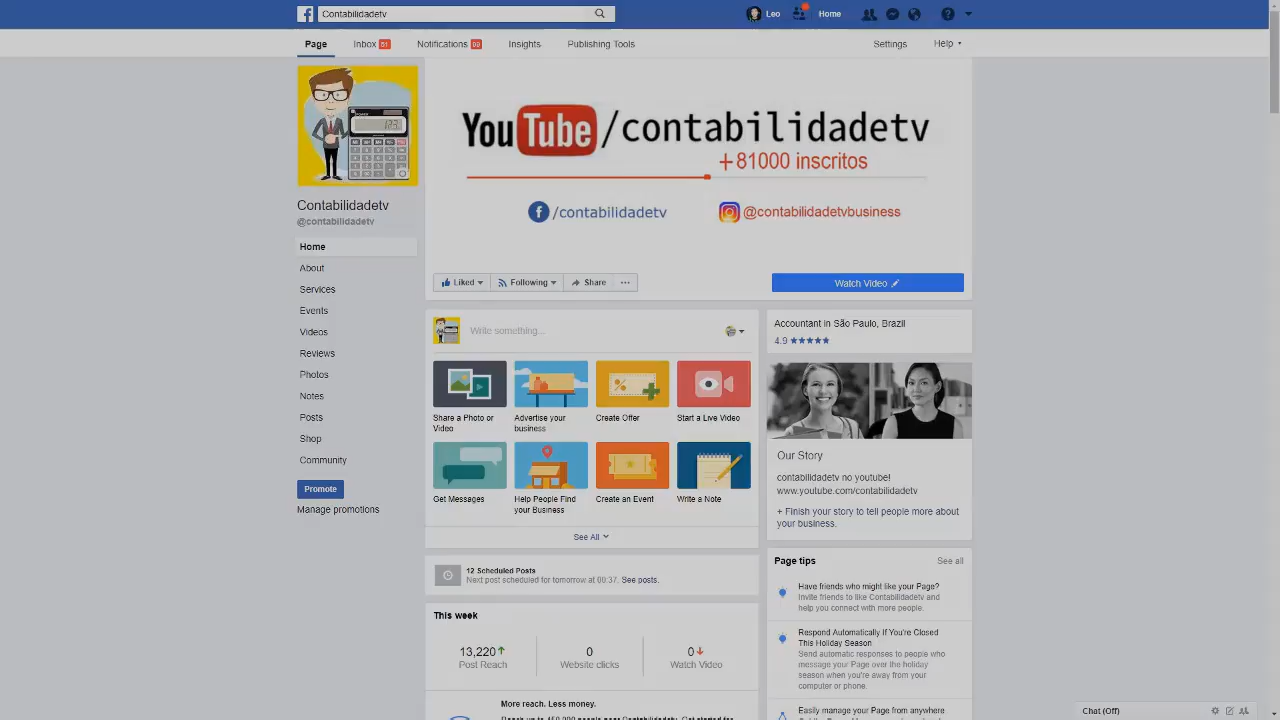 Contabilidadetv
Leo
Home
Page
Inbox 51
Notifications
Insights
Publishing Tools
Settings
Help
YouTube/contabilidadetv
+81000 inscritos
/contabilidadetv
@contabilidadetvbusiness
Contabilidadetv
@contabilidadetv
Home
About
Services
Events
Videos
Reviews
Photos
Notes
Posts
Shop
Community
Promote
Manage promotions
Liked
Following
Share
Watch Video
Write something...
Share a Photo or
Video
Advertise your
business
Create Offer
Start a Live Video
Get Messages
Help People Find
your Business
Create an Event
Write a Note
See All
12 Scheduled Posts
Next post scheduled for tomorrow at 00:37. See posts.
This week
13,220
Post Reach
0
Website clicks
0
Watch Video
More reach. Less money.
Accountant in São Paulo, Brazil
4.9
Our Story
contabilidadetv no youtube!
www.youtube.com/contabilidadetv
+ Finish your story to tell people more about
your business.
Page tips
See all
Have friends who might like your Page?
Invite friends to like Contabilidadetv and
help you connect with more people.
Respond Automatically If You're Closed
This Holiday Season
Send automatic responses to people who
message your Page over the holiday
season when you're away from your
computer or phone.
Easily manage your Page from anywhere
Chat (Off)